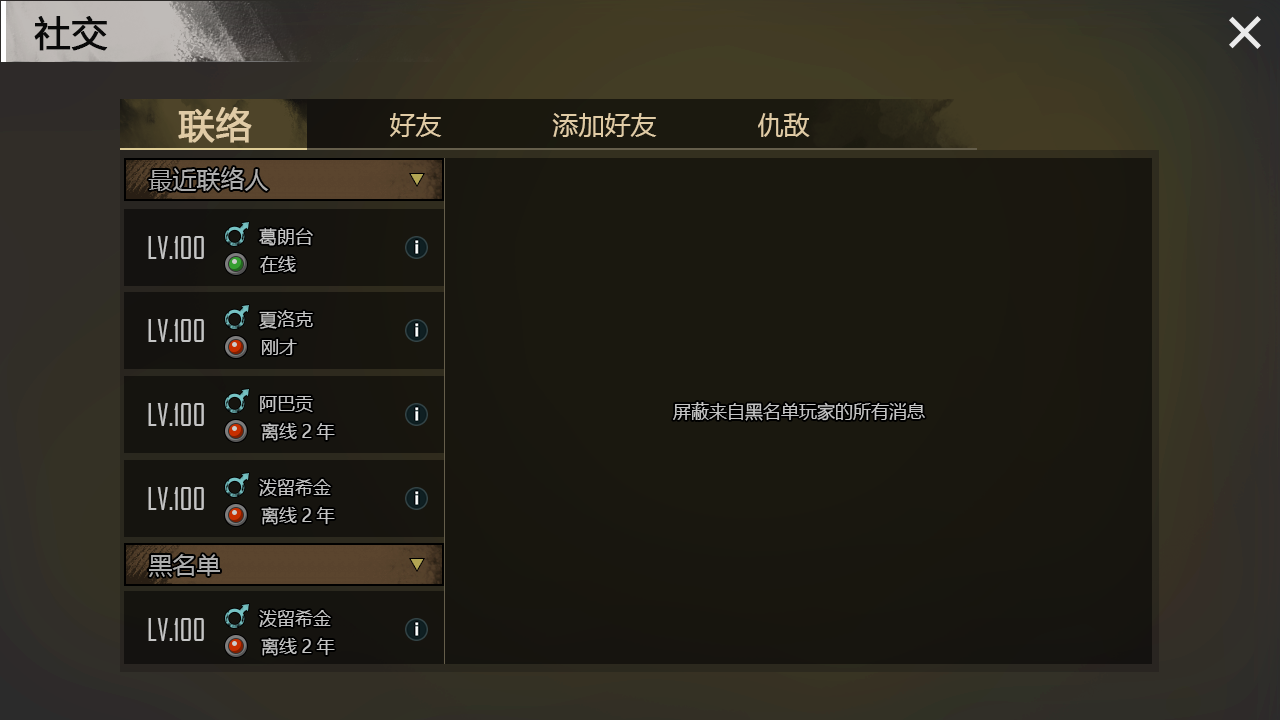 社交
联络 好友 添加好友 仇敌
最近联络人
LV.100 葛朗台
在线
LV.100 夏洛克
刚才
LV.100 阿巴贡
离线 2 年
LV.100 泼留希金
离线 2 年
黑名单
LV.100 泼留希金
离线 2 年
屏蔽来自黑名单玩家的所有消息